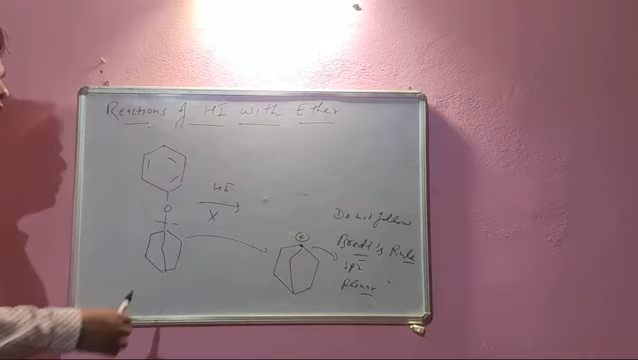 Reactions of HI with Ether
HI
O
X
+
Do not follow
Bredt's Rule
sp2
planar